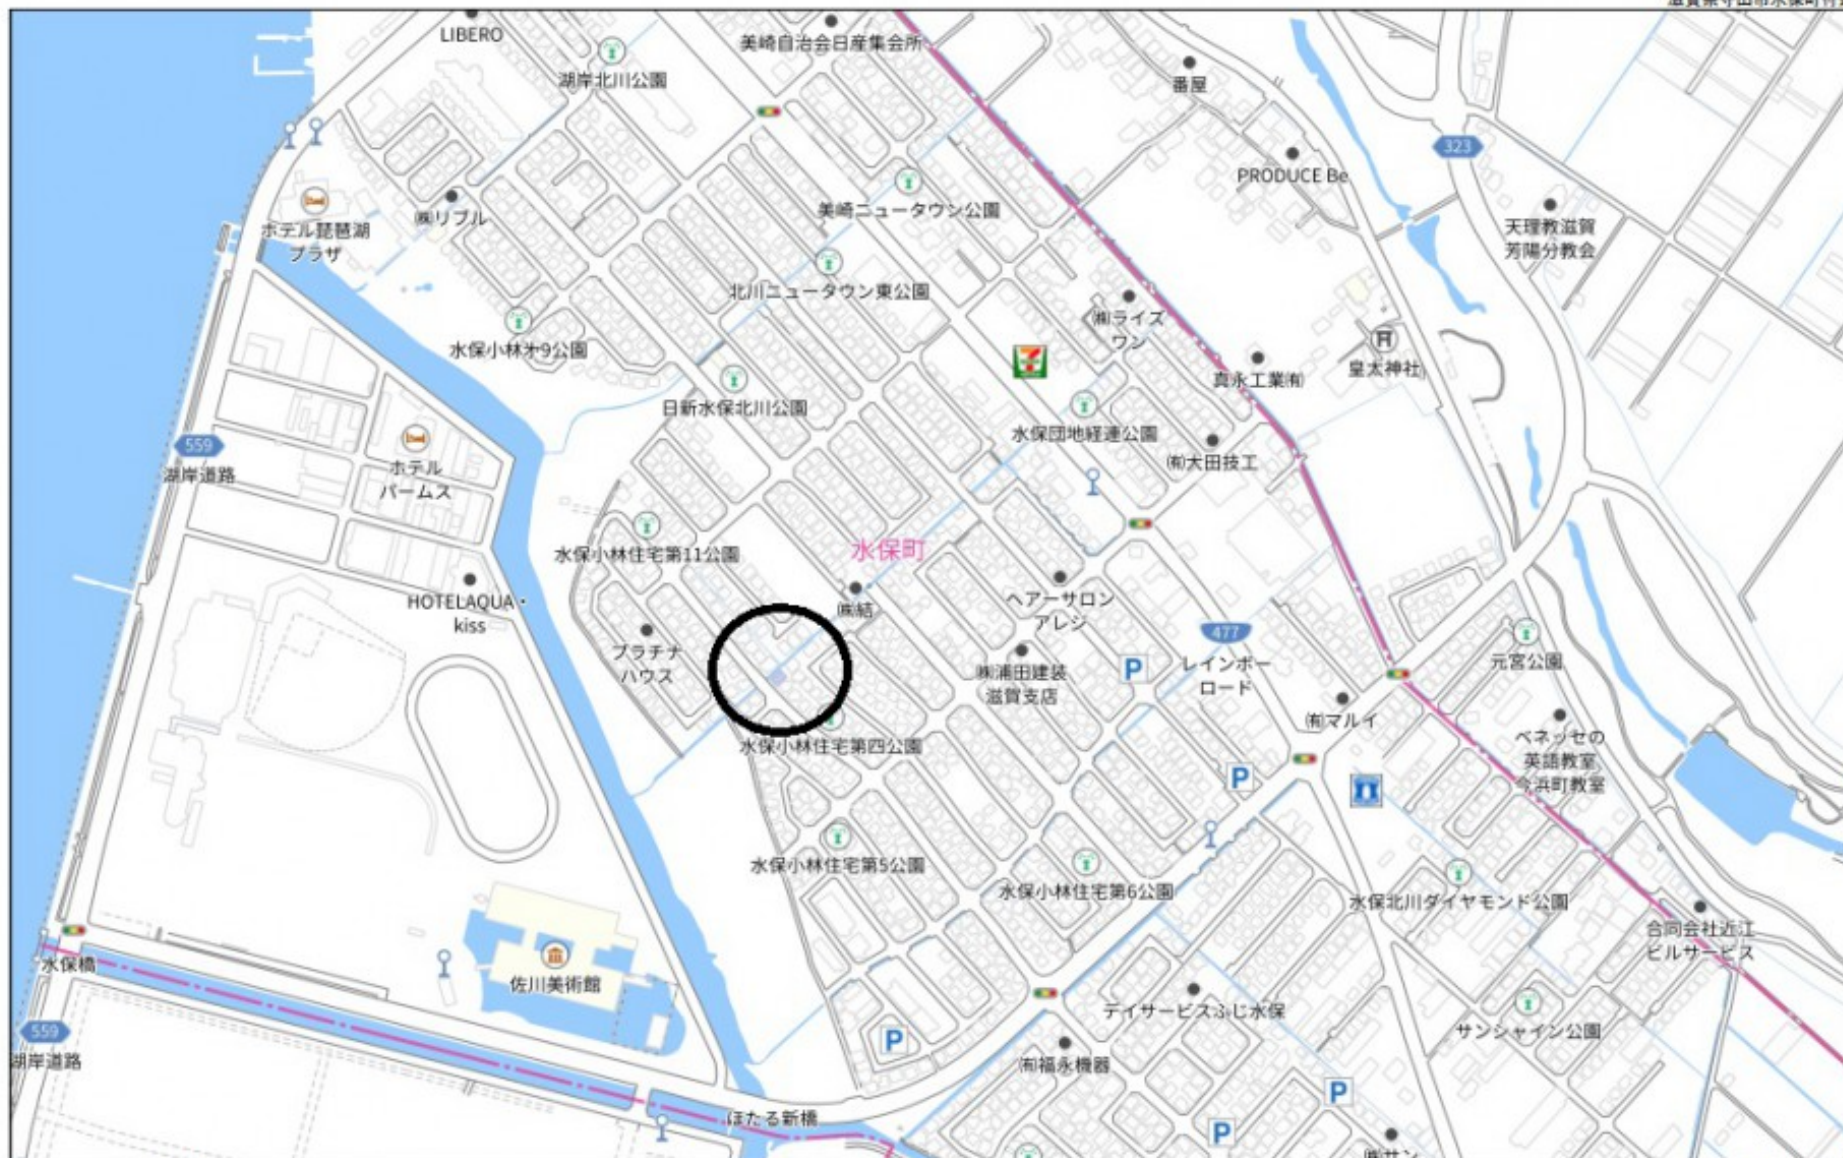 LIBERO
美崎自治会日産集会所
湖岸北川公園
番屋
323
PRODUCE Be
美崎ニュータウン公園
㈱リブル
ホテル琵琶湖
プラザ
天理教滋賀
芳陽分教会
北川ニュータウン東公園
㈱ライズ
ワン
水保小林才9公園
真永工業㈲
皇太神社
日新水保北川公園
水保団地経連公園
559
湖岸道路
ホテル
パームス
㈲大田技工
水保小林住宅第11公園
水保町
HOTELAQUA・
kiss
㈱結
ヘアーサロン
アレジ
477
レインボー
ロード
プラチナ
ハウス
㈱浦田建装
滋賀支店
P
元宮公園
㈲マルイ
水保小林住宅第四公園
ベネッセの
英語教室
今浜町教室
P
水保小林住宅第5公園
水保小林住宅第6公園
水保北川ダイヤモンド公園
合同会社近江
ビルサービス
水保橋
佐川美術館
デイサービスふじ水保
サンシャイン公園
559
湖岸道路
P
㈲福永機器
P
ほたる新橋
P
㈱サン